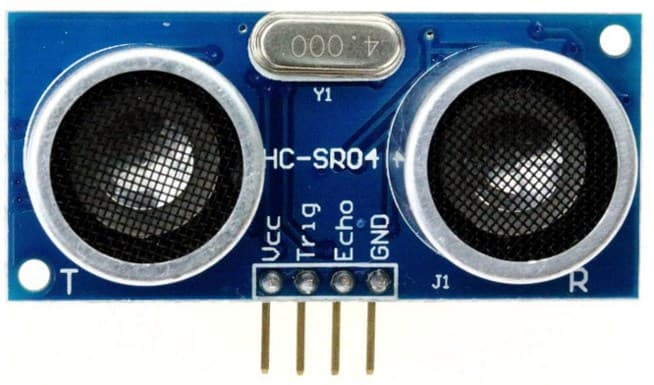 4.000
Y1
HC-SR04
Vcc
Trig
Echo
GND
T
J1
R